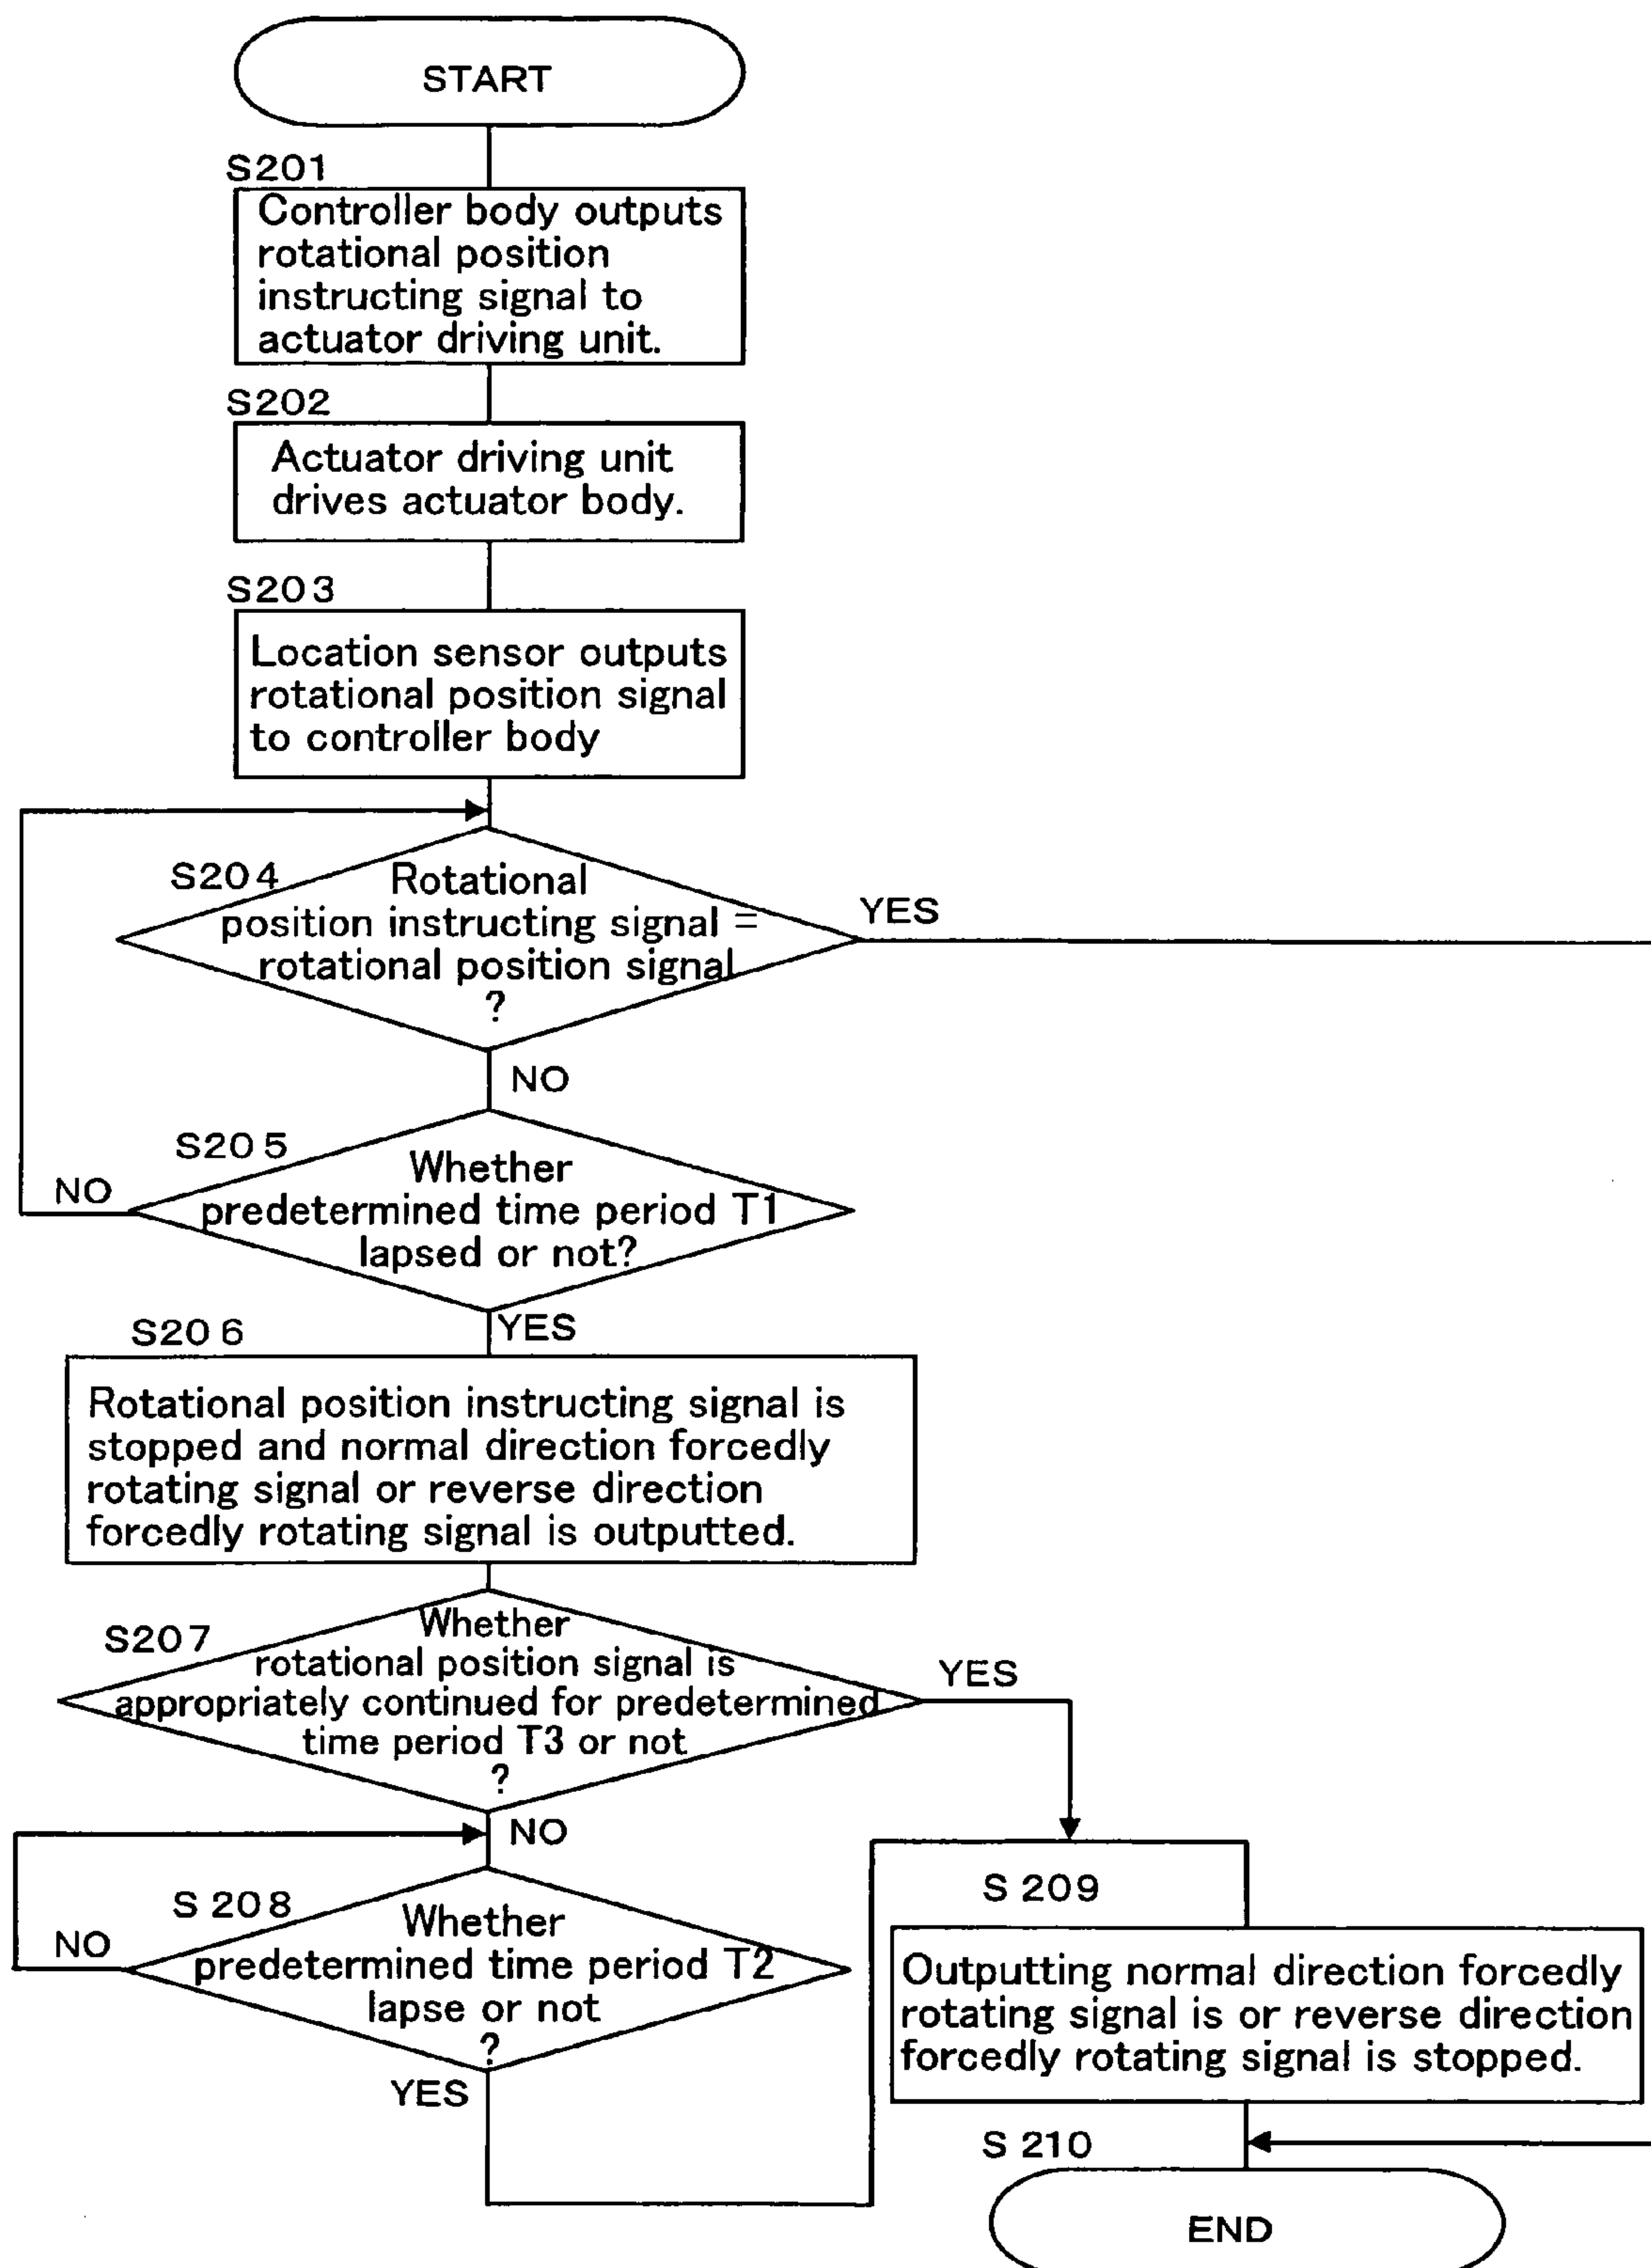 START
S201
Controller body outputs
rotational position
instructing signal to
actuator driving unit.
S202
Actuator driving unit
drives actuator body.
S203
Location sensor outputs
rotational position signal
to controller body
S204
Rotational
position instructing signal =
rotational position signal
?
YES
NO
S205
Whether
predetermined time period T1
lapsed or not?
NO
YES
S206
Rotational position instructing signal is
stopped and normal direction forcedly
rotating signal or reverse direction
forcedly rotating signal is outputted.
S207
Whether
rotational position signal is
appropriately continued for predetermined
time period T3 or not
?
YES
NO
S 208
Whether
predetermined time period T2
lapse or not
?
NO
YES
S 209
Outputting normal direction forcedly
rotating signal is or reverse direction
forcedly rotating signal is stopped.
S 210
END